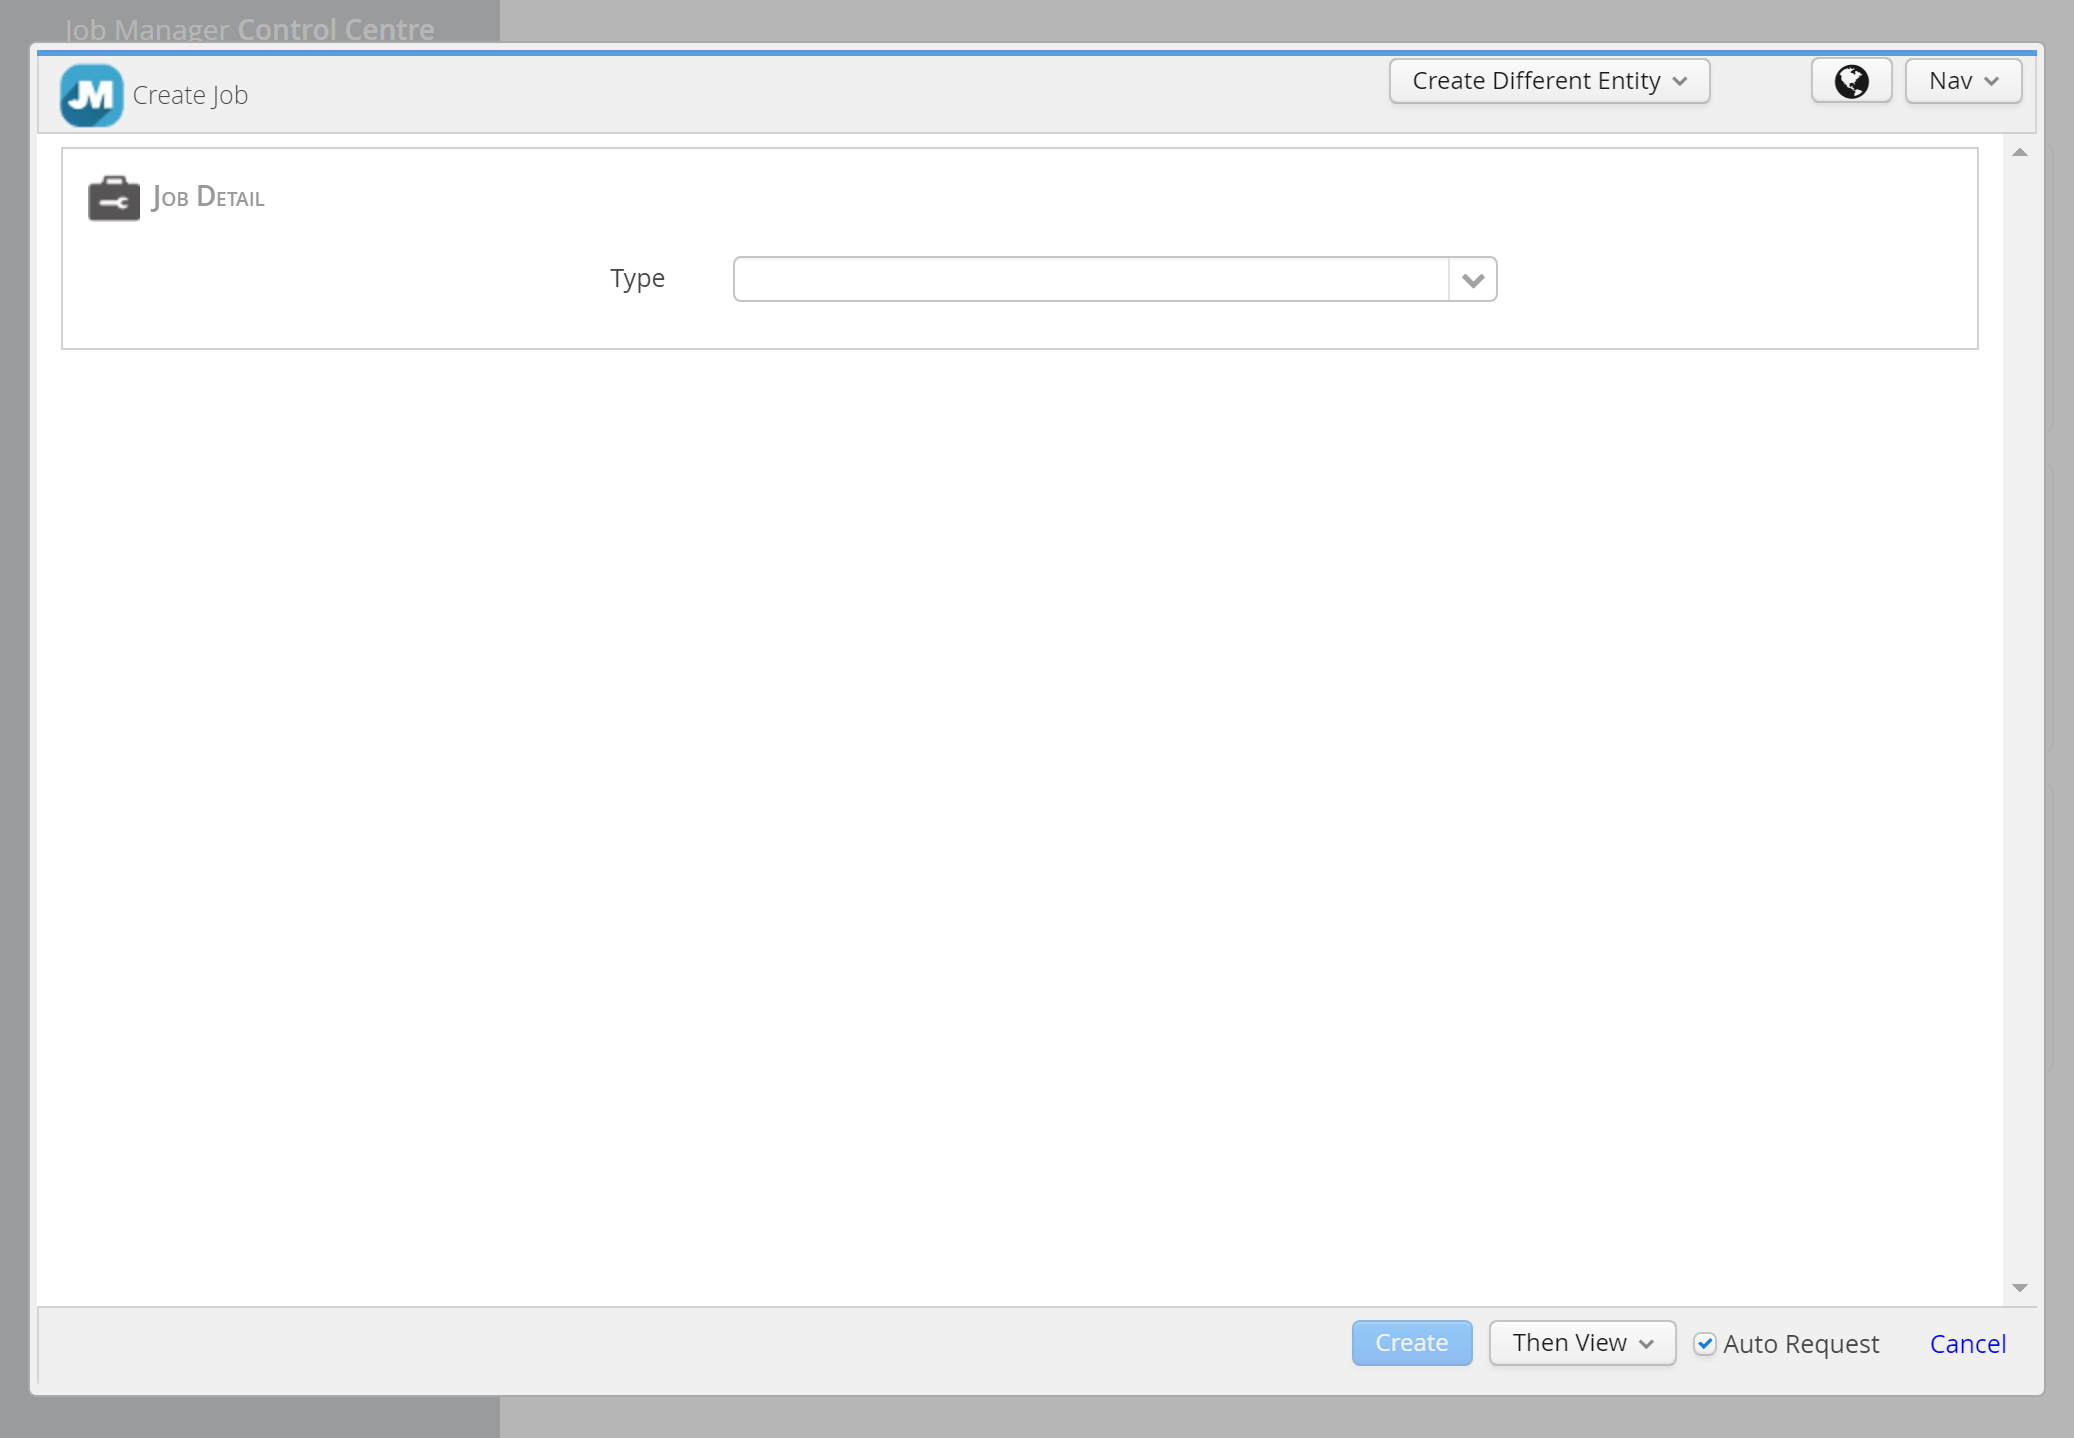 Job Manager Control Centre
JM
Create Job
Create Different Entity
Nav
Job Detail
Type
Create
Then View
Auto Request
Cancel